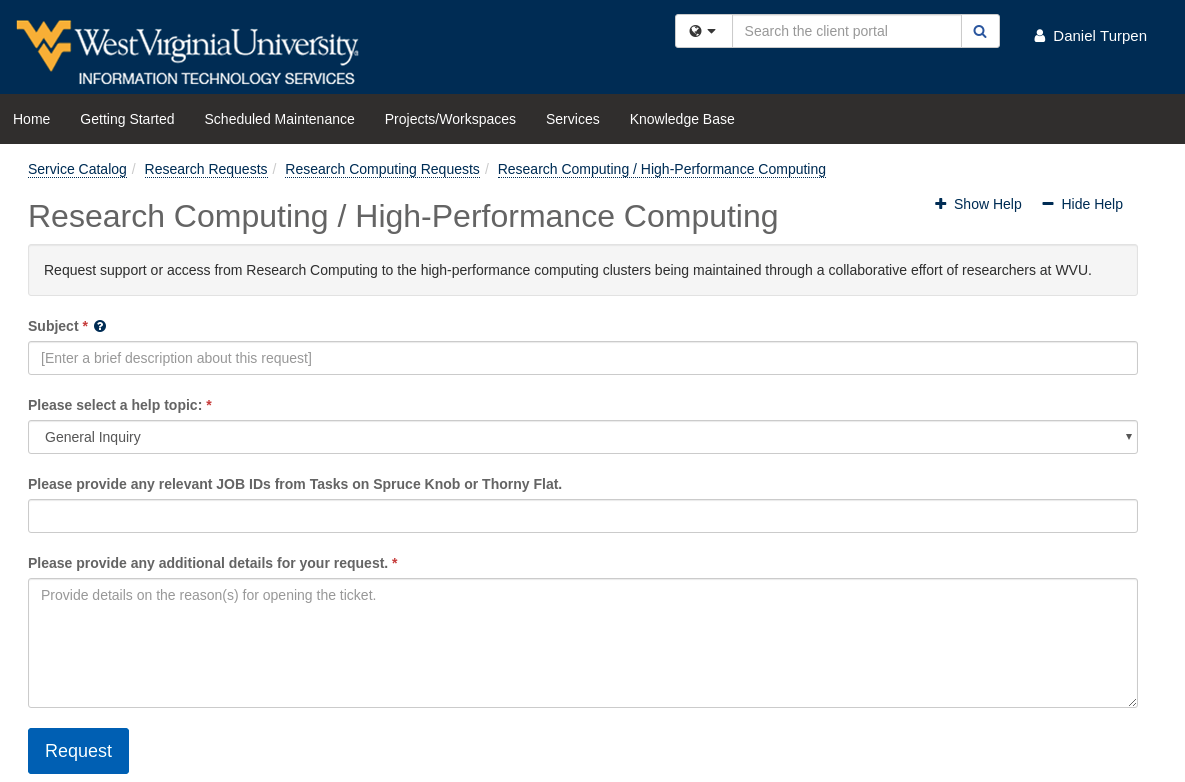 West Virginia University
INFORMATION TECHNOLOGY SERVICES
Search the client portal
Daniel Turpen
Home Getting Started Scheduled Maintenance Projects/Workspaces Services Knowledge Base
Service Catalog / Research Requests / Research Computing Requests / Research Computing / High-Performance Computing
Research Computing / High-Performance Computing
Show Help Hide Help
Request support or access from Research Computing to the high-performance computing clusters being maintained through a collaborative effort of researchers at WVU.
Subject *
[Enter a brief description about this request]
Please select a help topic: *
General Inquiry
Please provide any relevant JOB IDs from Tasks on Spruce Knob or Thorny Flat.
Please provide any additional details for your request. *
Provide details on the reason(s) for opening the ticket.
Request